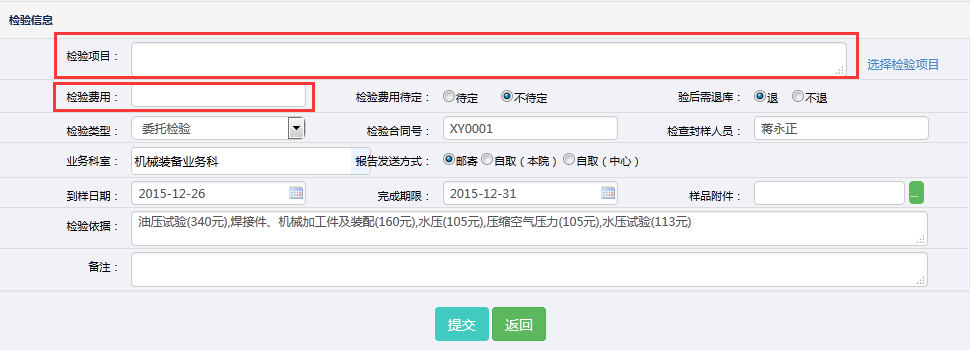 检验信息
检验项目： 选择检验项目
检验费用： 检验费用待定： 待定 不待定 验后需退库： 退 不退
检验类型： 委托检验 检验合同号： XY0001 检查封样人员： 蒋永正
业务科室： 机械装备业务科 报告发送方式： 邮寄 自取（本院） 自取（中心）
到样日期： 2015-12-26 完成期限： 2015-12-31 样品附件： ...
检验依据： 油压试验(340元),焊接件、机械加工件及装配(160元),水压(105元),压缩空气压力(105元),水压试验(113元)
备注：
提交 返回